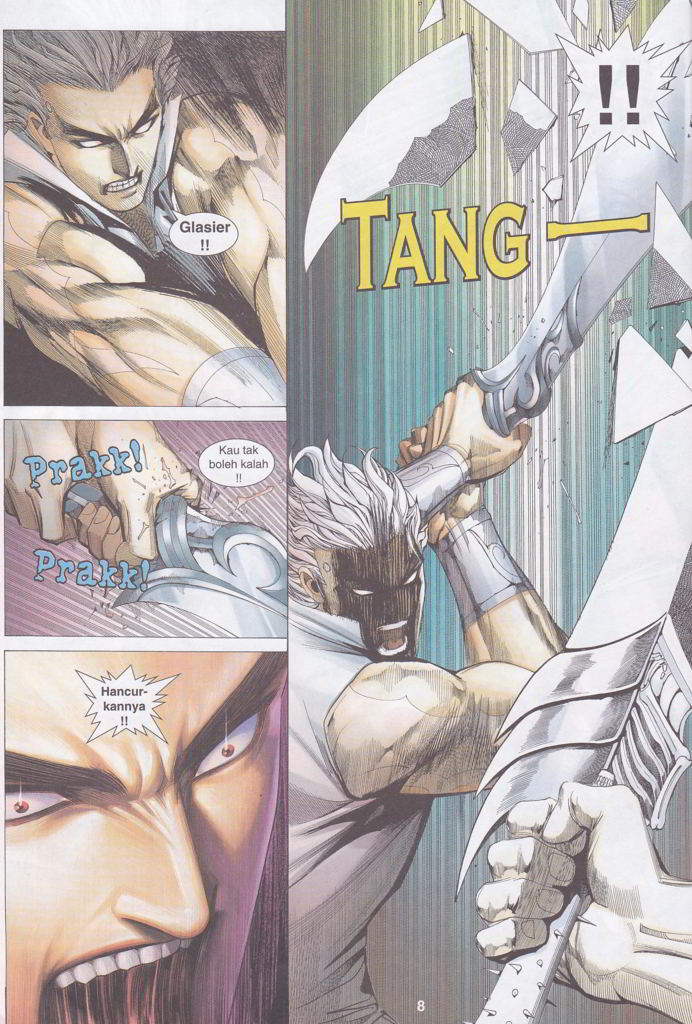 Glasier
!!
Kau tak
boleh kalah
!!
Prakk!
Prakk!
Hancur-
kannya
!!
!!
TANG—
8